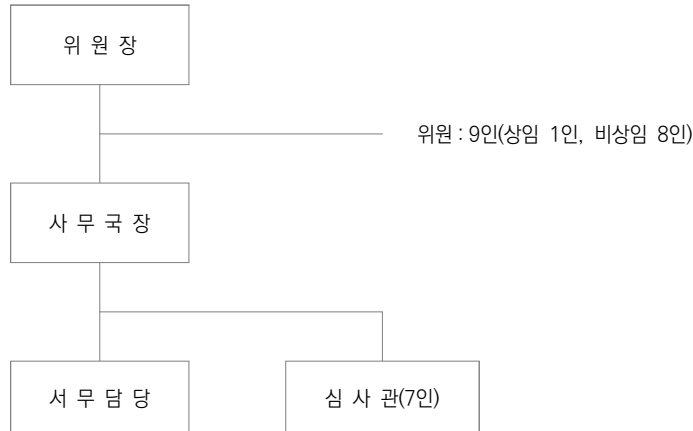 위 원 장
위원 : 9인(상임 1인, 비상임 8인)
사 무 국 장
서 무 담 당
심 사 관(7인)